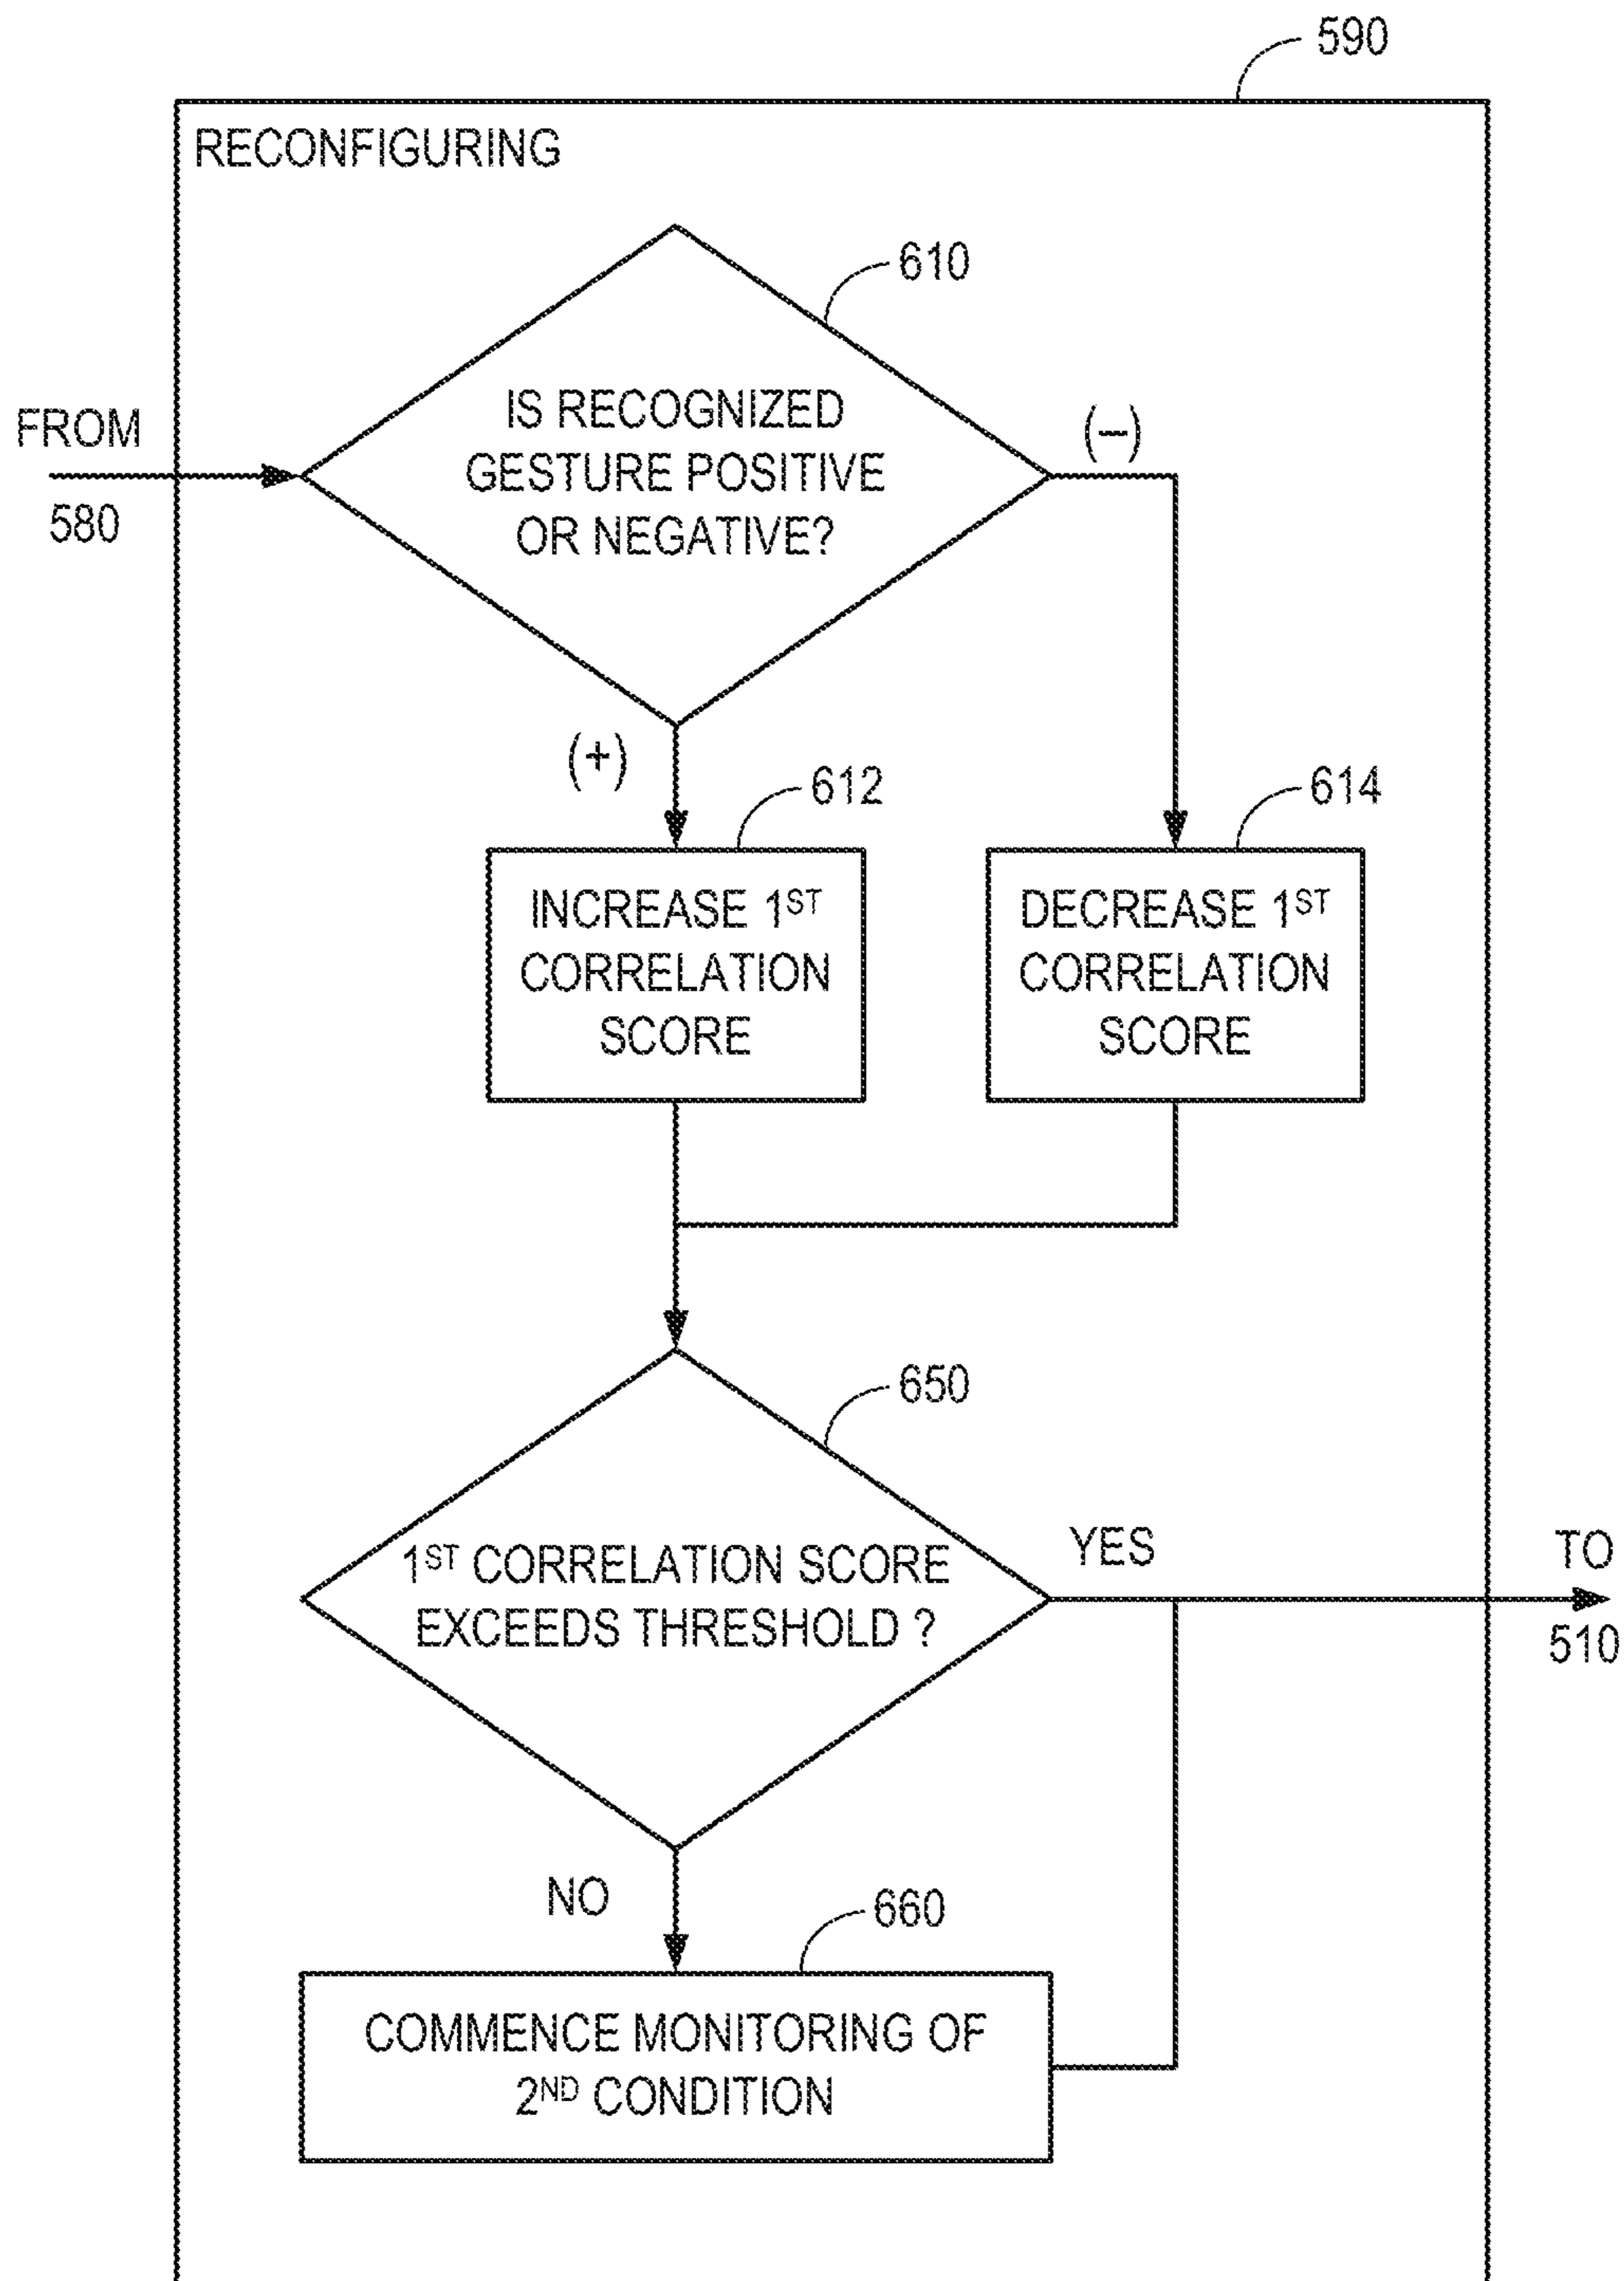 590
RECONFIGURING
610
IS RECOGNIZED
GESTURE POSITIVE
OR NEGATIVE?
FROM
580
(–)
(+)
612
614
INCREASE 1ST
CORRELATION
SCORE
DECREASE 1ST
CORRELATION
SCORE
650
1ST CORRELATION SCORE
EXCEEDS THRESHOLD ?
YES
TO
510
NO
660
COMMENCE MONITORING OF
2ND CONDITION